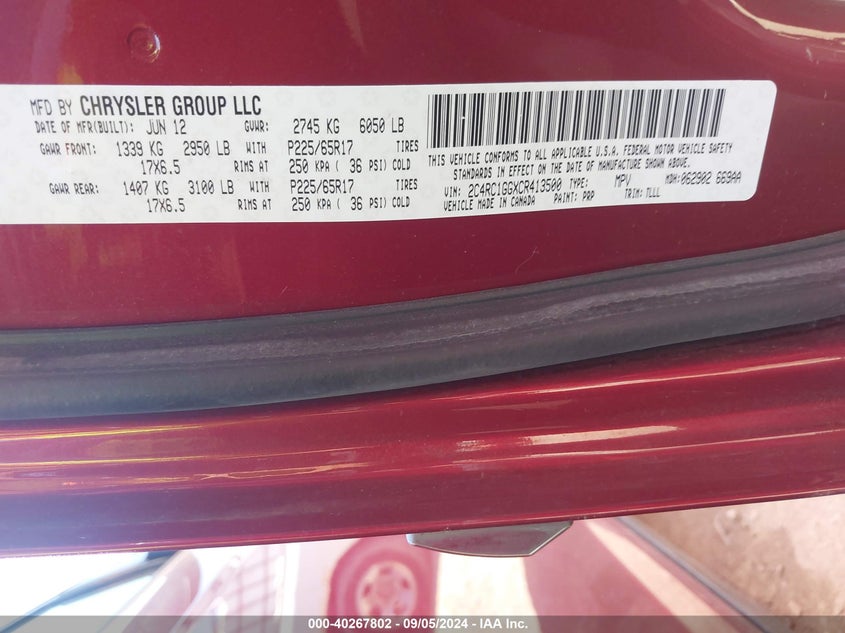 MFD BY CHRYSLER GROUP LLC
DATE OF MFR(BUILT): JUN 12 GVWR: 2745 KG 6050 LB
GAWR FRONT: 1339 KG 2950 LB WITH P225/65R17 TIRES
17X6.5 RIMS AT 250 KPA ( 36 PSI) COLD
GAWR REAR: 1407 KG 3100 LB WITH P225/65R17 TIRES
17X6.5 RIMS AT 250 KPA ( 36 PSI) COLD
THIS VEHICLE CONFORMS TO ALL APPLICABLE U.S.A. FEDERAL MOTOR VEHICLE SAFETY
STANDARDS IN EFFECT ON THE DATE OF MANUFACTURE SHOWN ABOVE.
VIN: 2C4RC1GGXCR413500 TYPE: MPV MDH:062902 669AA
VEHICLE MADE IN CANADA PAINT: PRP TRIM: TLLL
000-40267802 - 09/05/2024 - IAA Inc.